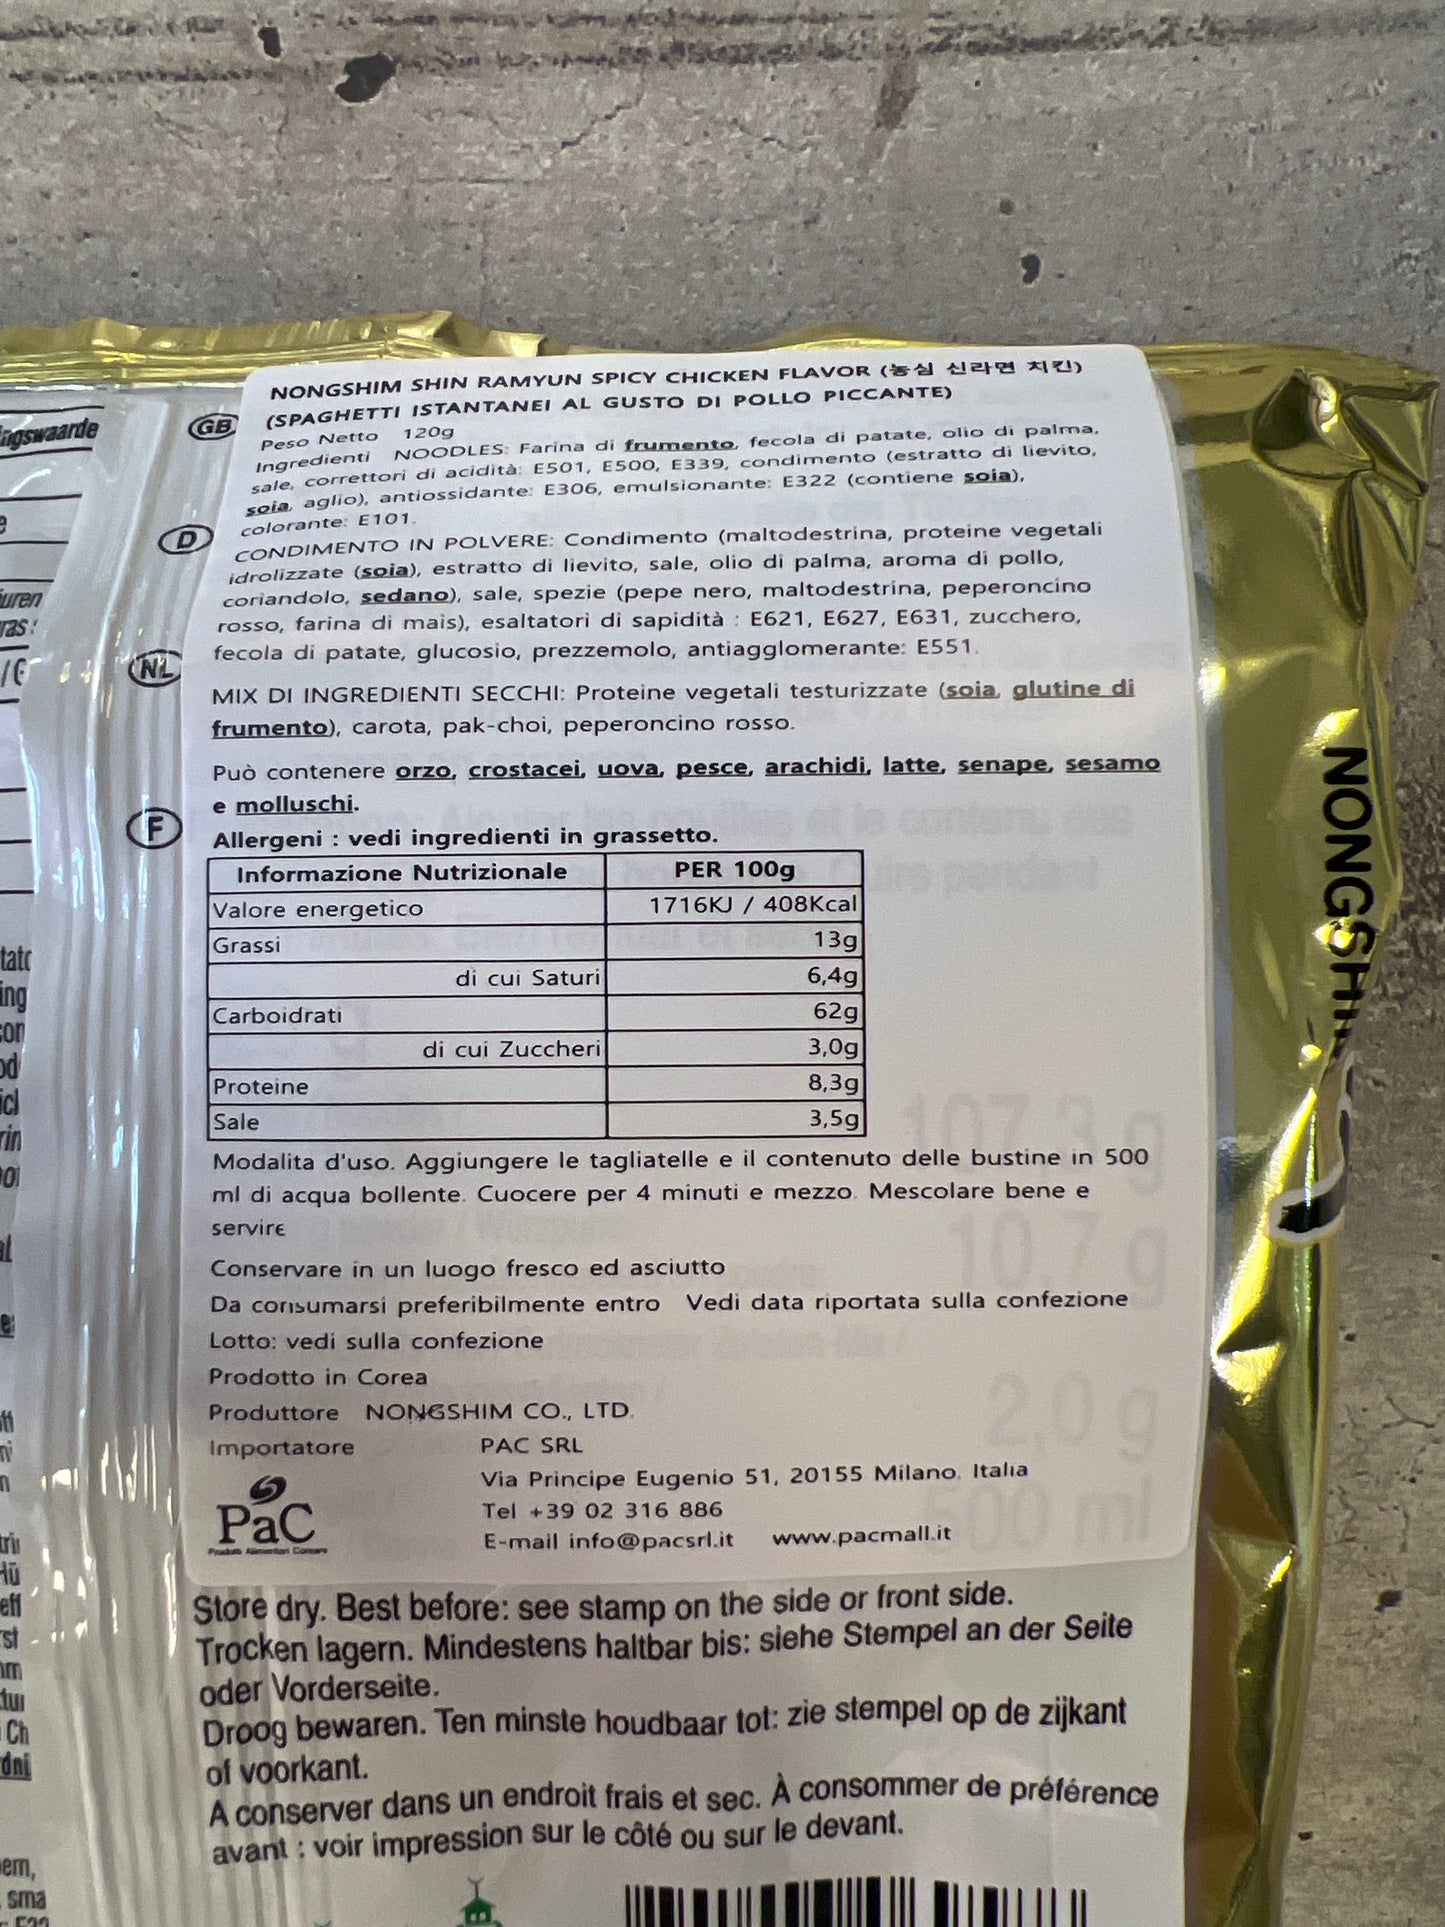 NONGSHIM SHIN RAMYUN SPICY CHICKEN FLAVOR (농심 신라면 치킨)
(SPAGHETTI ISTANTANEI AL GUSTO DI POLLO PICCANTE)
Peso Netto 120g
Ingredienti NOODLES: Farina di frumento, fecola di patate, olio di palma,
sale, correttori di acidità: E501, E500, E339, condimento (estratto di lievito,
soia, aglio), antiossidante: E306, emulsionante: E322 (contiene soia),
colorante: E101.
CONDIMENTO IN POLVERE: Condimento (maltodestrina, proteine vegetali
idrolizzate (soia), estratto di lievito, sale, olio di palma, aroma di pollo,
coriandolo, sedano), sale, spezie (pepe nero, maltodestrina, peperoncino
rosso, farina di mais), esaltatori di sapidità : E621, E627, E631, zucchero,
fecola di patate, glucosio, prezzemolo, antiagglomerante: E551.
MIX DI INGREDIENTI SECCHI: Proteine vegetali testurizzate (soia, glutine di
frumento), carota, pak-choi, peperoncino rosso.
Può contenere orzo, crostacei, uova, pesce, arachidi, latte, senape, sesamo
e molluschi.
Allergeni : vedi ingredienti in grassetto.
Informazione Nutrizionale PER 100g
Valore energetico 1716KJ / 408Kcal
Grassi 13g
di cui Saturi 6,4g
Carboidrati 62g
di cui Zuccheri 3,0g
Proteine 8,3g
Sale 3,5g
Modalita d'uso. Aggiungere le tagliatelle e il contenuto delle bustine in 500
ml di acqua bollente. Cuocere per 4 minuti e mezzo. Mescolare bene e
servire
Conservare in un luogo fresco ed asciutto
Da consumarsi preferibilmente entro Vedi data riportata sulla confezione
Lotto: vedi sulla confezione
Prodotto in Corea
Produttore NONGSHIM CO., LTD.
Importatore PAC SRL
Via Principe Eugenio 51, 20155 Milano. Italia
Tel +39 02 316 886
E-mail info@pacsrl.it www.pacmall.it
PaC
Store dry. Best before: see stamp on the side or front side.
Trocken lagern. Mindestens haltbar bis: siehe Stempel an der Seite
oder Vorderseite.
Droog bewaren. Ten minste houdbaar tot: zie stempel op de zijkant
of voorkant.
A conserver dans un endroit frais et sec. À consommer de préférence
avant : voir impression sur le côté ou sur le devant.
GB
D
NL
F
NONGSHI
107,3 g
10,7 g
2,0 g